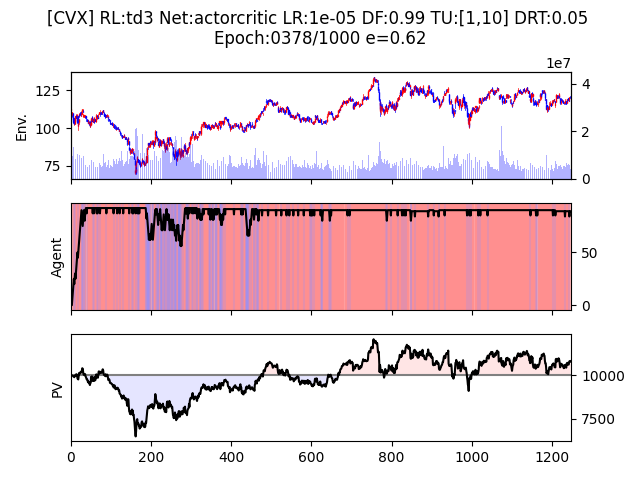 [CVX] RL:td3 Net:actorcritic LR:1e-05 DF:0.99 TU:[1,10] DRT:0.05
Epoch:0378/1000 e=0.62
1e7
125
100
75
Env.
4
2
0
Agent
50
0
PV
10000
7500
0 200 400 600 800 1000 1200